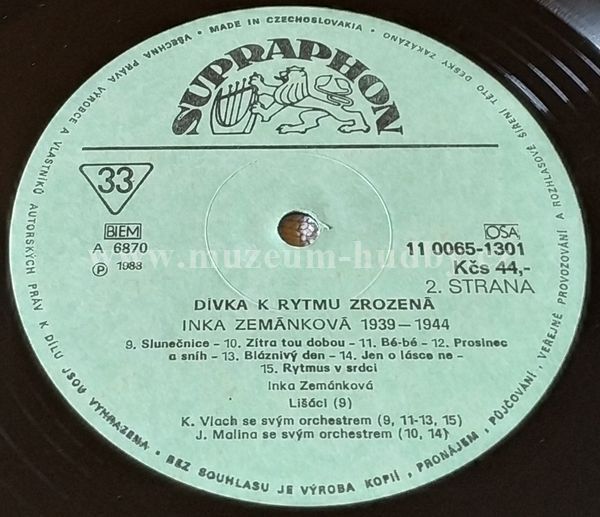 VŠECHNA PRÁVA VÝROBCE A VLASTNÍKŮ AUTORSKÝCH PRÁV K DÍLU JSOU VYHRAZENA • BEZ SOUHLASU JE VÝROBA KOPIÍ, PRONÁJEM, PŮJČOVÁNÍ, VEŘEJNÉ PROVOZOVÁNÍ A ROZHLASOVÉ ŠÍŘENÍ TÉTO DESKY ZAKÁZÁNO • MADE IN CZECHOSLOVAKIA •
SUPRAPHON
33
BIEM
A 6870
Ⓟ 1988
OSA
11 0065-1301
Kčs 44,-
2. STRANA
www.muzeum-hudby.cz
DÍVKA K RYTMU ZROZENÁ
INKA ZEMÁNKOVÁ 1939—1944
9. Slunečnice - 10. Zítra tou dobou - 11. Bé-bé - 12. Prosinec
a sníh - 13. Bláznivý den - 14. Jen o lásce ne -
15. Rytmus v srdci
Inka Zemánková
Lišáci (9)
K. Vlach se svým orchestrem (9, 11-13, 15)
J. Malina se svým orchestrem (10, 14)